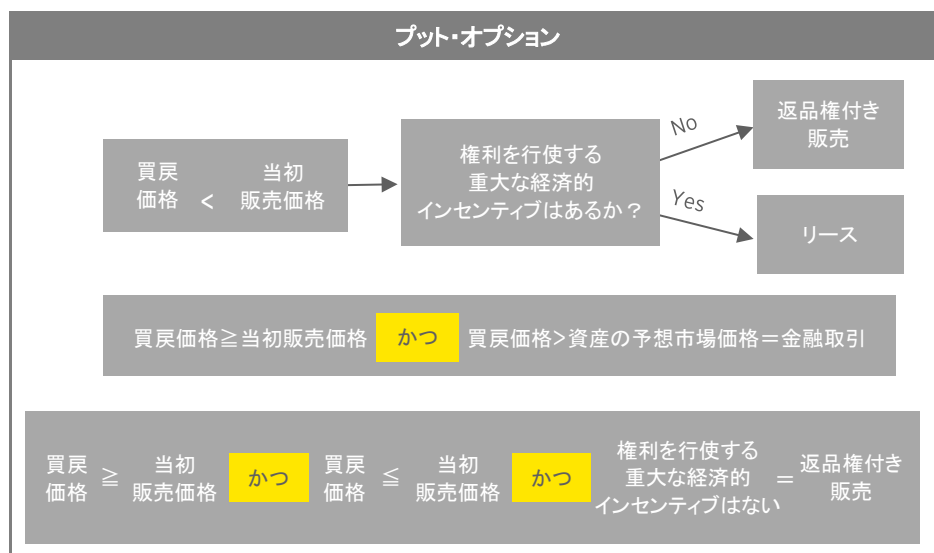 プット・オプション
買戻
価格
<
当初
販売価格
権利を行使する
重大な経済的
インセンティブはあるか？
No
返品権付き
販売
Yes
リース
買戻価格≧当初販売価格 かつ 買戻価格>資産の予想市場価格＝金融取引
買戻
価格
≧
当初
販売価格
かつ
買戻
価格
≦
当初
販売価格
かつ
権利を行使する
重大な経済的
インセンティブはない
＝
返品権付き
販売